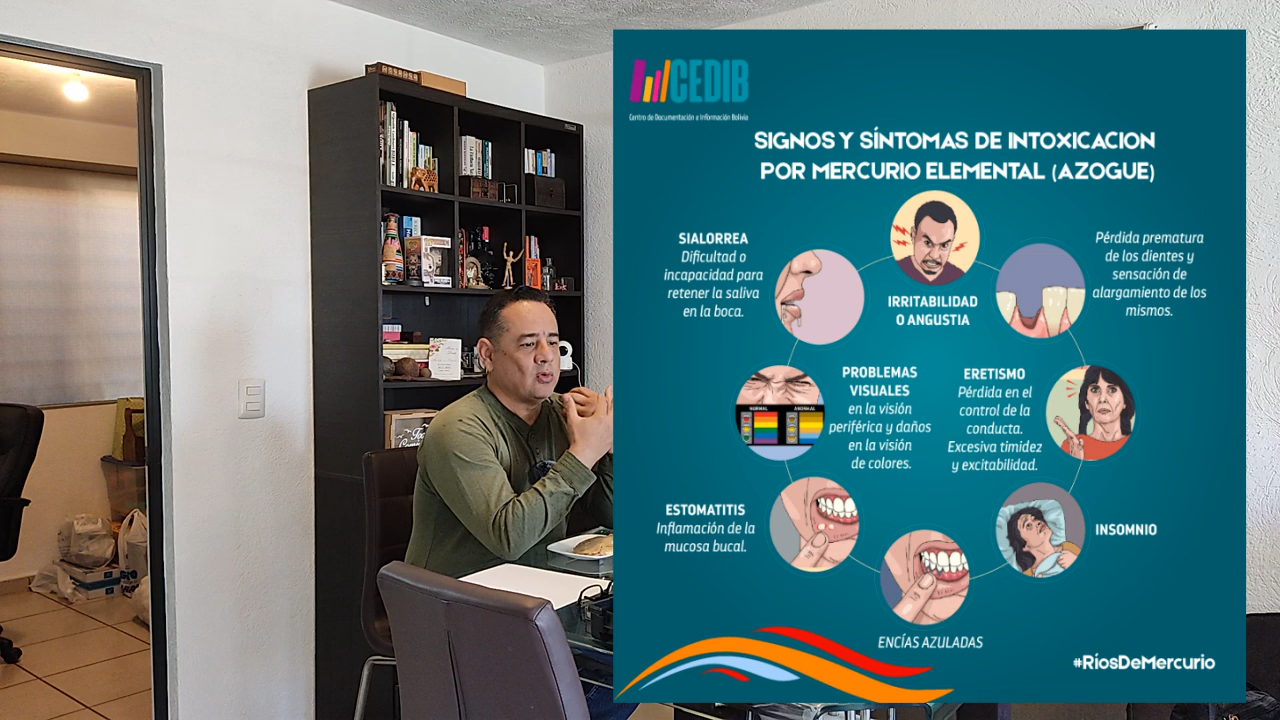 CEDIB
Centro de Documentación e Información Bolivia
SIGNOS Y SÍNTOMAS DE INTOXICACION
POR MERCURIO ELEMENTAL (AZOGUE)
SIALORREA
Dificultad o
incapacidad para
retener la saliva
en la boca.
IRRITABILIDAD
O ANGUSTIA
Pérdida prematura
de los dientes y
sensación de
alargamiento de los
mismos.
PROBLEMAS
VISUALES
en la visión
periférica y daños
en la visión
de colores.
NORMAL
ANORMAL
ERETISMO
Pérdida en el
control de la
conducta.
Excesiva timidez
y excitabilidad.
ESTOMATITIS
Inflamación de la
mucosa bucal.
INSOMNIO
ENCÍAS AZULADAS
#RíosDeMercurio